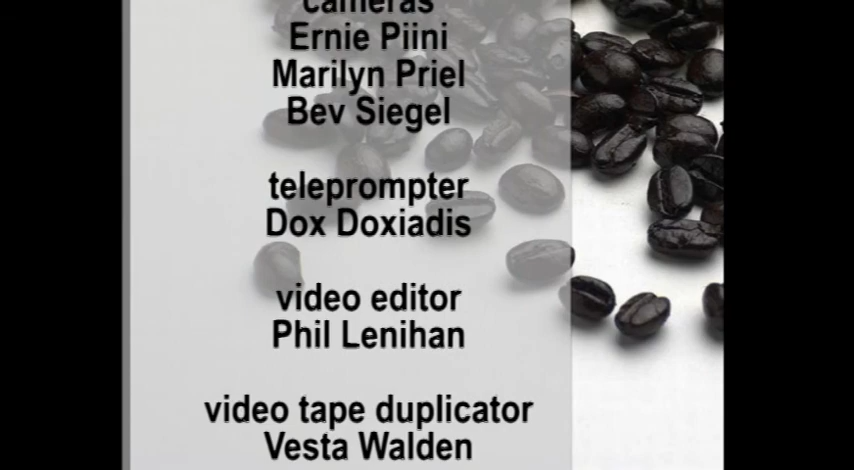 cameras
Ernie Piini
Marilyn Priel
Bev Siegel
teleprompter
Dox Doxiadis
video editor
Phil Lenihan
video tape duplicator
Vesta Walden